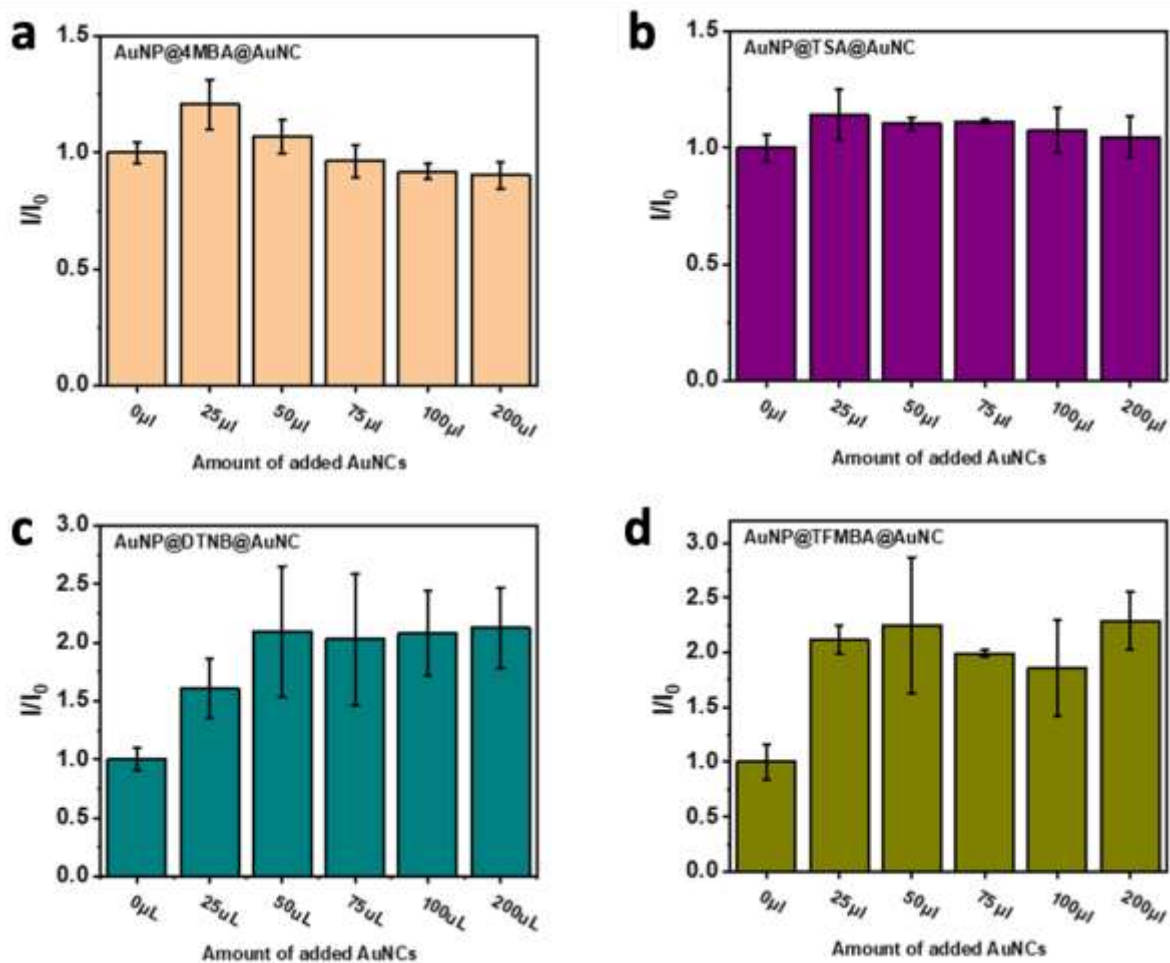 a
AuNP@4MBA@AuNC
1.5
1.0
0.5
0.0
I/I0
0µl
25µl
50µl
75µl
100µl
200ul
Amount of added AuNCs
b
AuNP@TSA@AuNC
1.5
1.0
0.5
0.0
I/I0
0µl
25µl
50µl
75µl
100µl
200µl
Amount of added AuNCs
c
AuNP@DTNB@AuNC
3.0
2.5
2.0
1.5
1.0
0.5
0.0
I/I0
0µL
25uL
50uL
75uL
100uL
200uL
Amount of added AuNCs
d
AuNP@TFMBA@AuNC
3.0
2.5
2.0
1.5
1.0
0.5
0.0
I/I0
0µl
25µl
50µl
75µl
100µl
200µl
Amount of added AuNCs